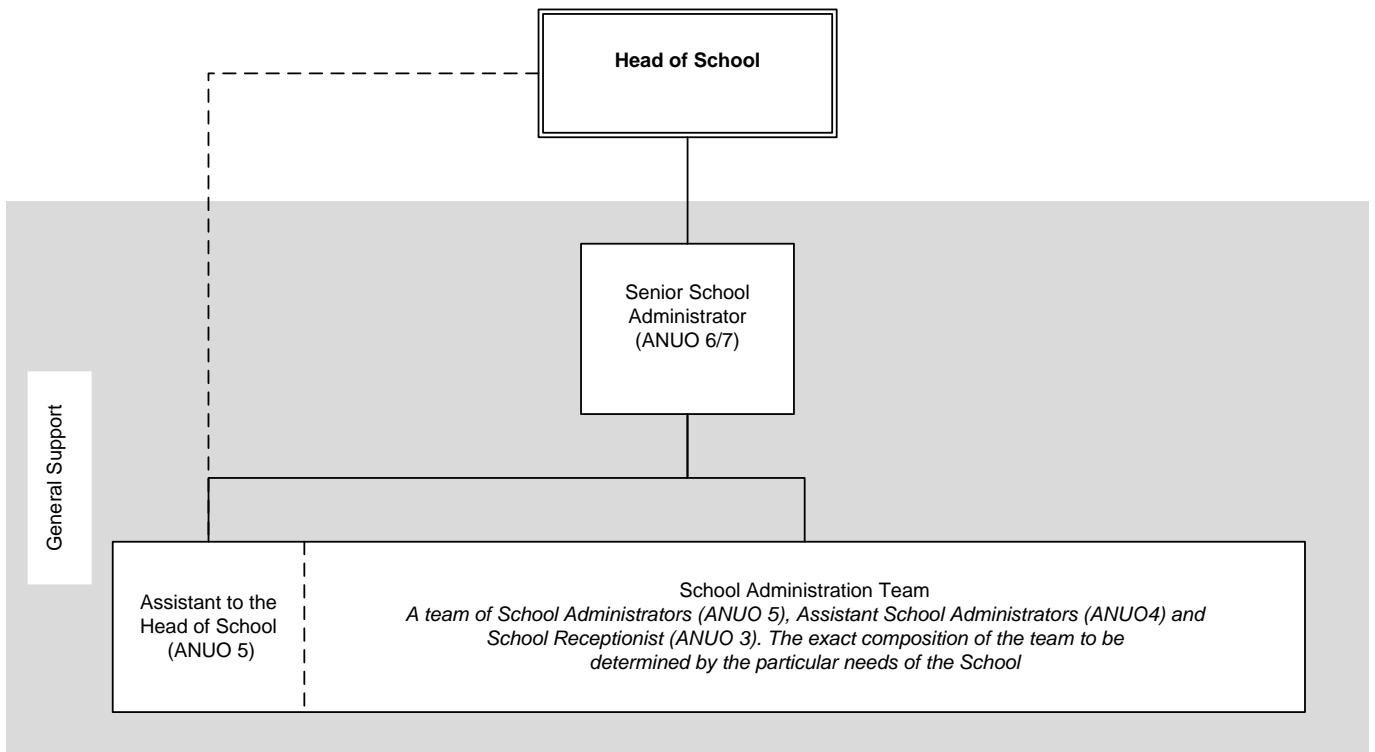 Head of School
Senior School
Administrator
(ANUO 6/7)
General Support
Assistant to the
Head of School
(ANUO 5)
School Administration Team
A team of School Administrators (ANUO 5), Assistant School Administrators (ANUO4) and
School Receptionist (ANUO 3). The exact composition of the team to be
determined by the particular needs of the School